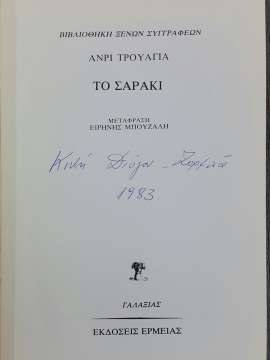 ΒΙΒΛΙΟΘΗΚΗ ΞΕΝΩΝ ΣΥΓΓΡΑΦΕΩΝ
ΑΝΡΙ ΤΡΟΥΑΓΙΑ
ΤΟ ΣΑΡΑΚΙ
ΜΕΤΑΦΡΑΣΗ
ΕΙΡΗΝΗΣ ΜΠΟΥΖΑΛΗ
1983
ΓΑΛΑΞΙΑΣ
ΕΚΔΟΣΕΙΣ ΕΡΜΕΙΑΣ